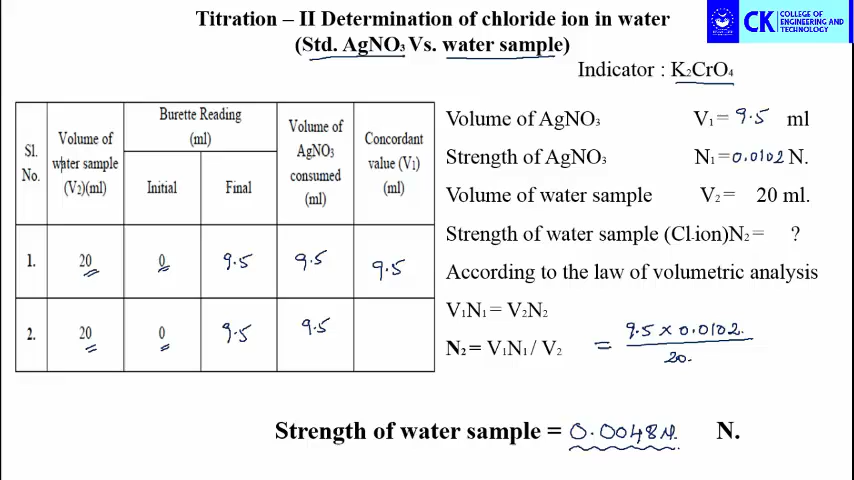 Titration – II Determination of chloride ion in water
(Std. AgNO₃ Vs. water sample)
CK COLLEGE OF ENGINEERING AND TECHNOLOGY
Indicator : K₂CrO₄
Sl. No. Volume of water sample (V₂)(ml) Burette Reading (ml) Initial Final Volume of AgNO₃ consumed (ml) Concordant value (V₁) (ml)
1. 20 0 9.5 9.5 9.5
2. 20 0 9.5 9.5
Volume of AgNO₃ V₁ = 9.5 ml
Strength of AgNO₃ N₁ = 0.0102 N.
Volume of water sample V₂ = 20 ml.
Strength of water sample (Cl-ion)N₂ = ?
According to the law of volumetric analysis
V₁N₁ = V₂N₂
N₂ = V₁N₁ / V₂ = 9.5 × 0.0102 / 20.
Strength of water sample = 0.0048N. N.